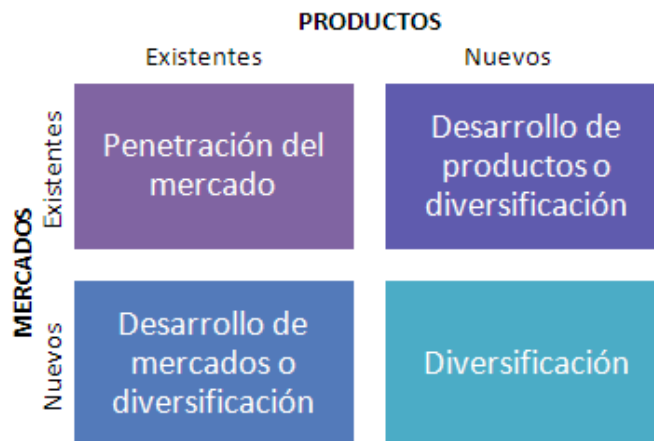 PRODUCTOS
Existentes
Nuevos
MERCADOS
Existentes
Penetración del
mercado
Desarrollo de
productos o
diversificación
Nuevos
Desarrollo de
mercados o
diversificación
Diversificación